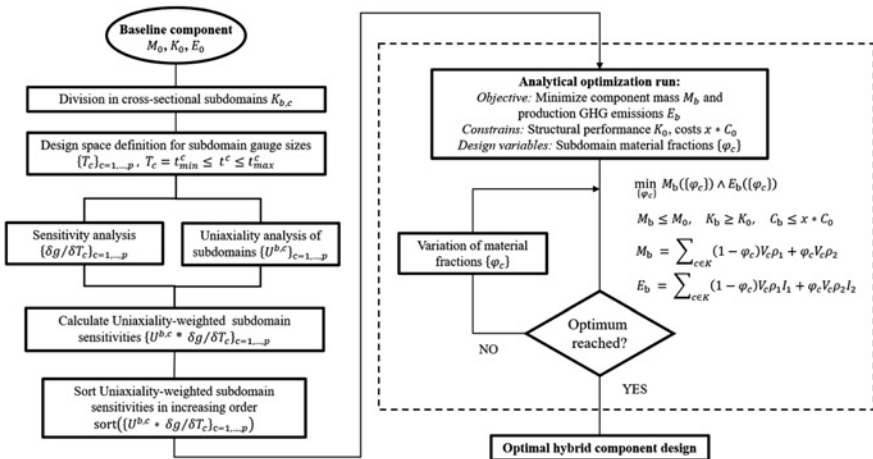 Baseline component
M₀, K₀, E₀
Division in cross-sectional subdomains K_{b,c}
Design space definition for subdomain gauge sizes
{T_c}_{c=1,...,p}, T_c = t^c_{min} ≤ t^c ≤ t^c_{max}
Sensitivity analysis
{δg/δT_c}_{c=1,...,p}
Uniaxiality analysis of
subdomains {U^{b,c}}_{c=1,...,p}
Calculate Uniaxiality-weighted subdomain
sensitivities {U^{b,c} * δg/δT_c}_{c=1,...,p}
Sort Uniaxiality-weighted subdomain
sensitivities in increasing order
sort({U^{b,c} * δg/δT_c}_{c=1,...,p})
Analytical optimization run:
Objective: Minimize component mass M_b and
production GHG emissions E_b
Constrains: Structural performance K₀, costs x * C₀
Design variables: Subdomain material fractions {φ_c}
Variation of material
fractions {φ_c}
min_{{φ_c}} M_b({φ_c}) ∧ E_b({φ_c})
M_b ≤ M₀, K_b ≥ K₀, C_b ≤ x * C₀
M_b = ∑_{c∈K} (1 − φ_c)V_cρ₁ + φ_cV_cρ₂
E_b = ∑_{c∈K} (1 − φ_c)V_cρ₁I₁ + φ_cV_cρ₂I₂
Optimum
reached?
NO
YES
Optimal hybrid component design